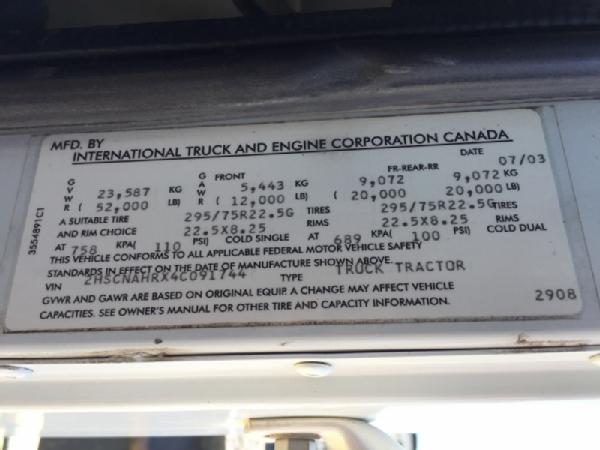 MFD. BY INTERNATIONAL TRUCK AND ENGINE CORPORATION CANADA
DATE 07/03
GVWR 23,587 KG
( 52,000 LB)
GAWR FRONT 5,443 KG
( 12,000 LB)
FR-REAR-RR
9,072 9,072 KG
( 20,000 20,000 LB)
A SUITABLE TIRE 295/75R22.5G TIRES 295/75R22.5G TIRES
AND RIM CHOICE 22.5X8.25 RIMS 22.5X8.25 RIMS
AT 758 KPA( 110 PSI) COLD SINGLE AT 689 KPA( 100 PSI) COLD DUAL
THIS VEHICLE CONFORMS TO ALL APPLICABLE FEDERAL MOTOR VEHICLE SAFETY
STANDARDS IN EFFECT ON THE DATE OF MANUFACTURE SHOWN ABOVE.
VIN 2HSCNAHRX4C091744 TYPE TRUCK TRACTOR
GVWR AND GAWR ARE BASED ON ORIGINAL EQUIP. A CHANGE MAY AFFECT VEHICLE
CAPACITIES. SEE OWNER'S MANUAL FOR OTHER TIRE AND CAPACITY INFORMATION.
2908
3554891C1